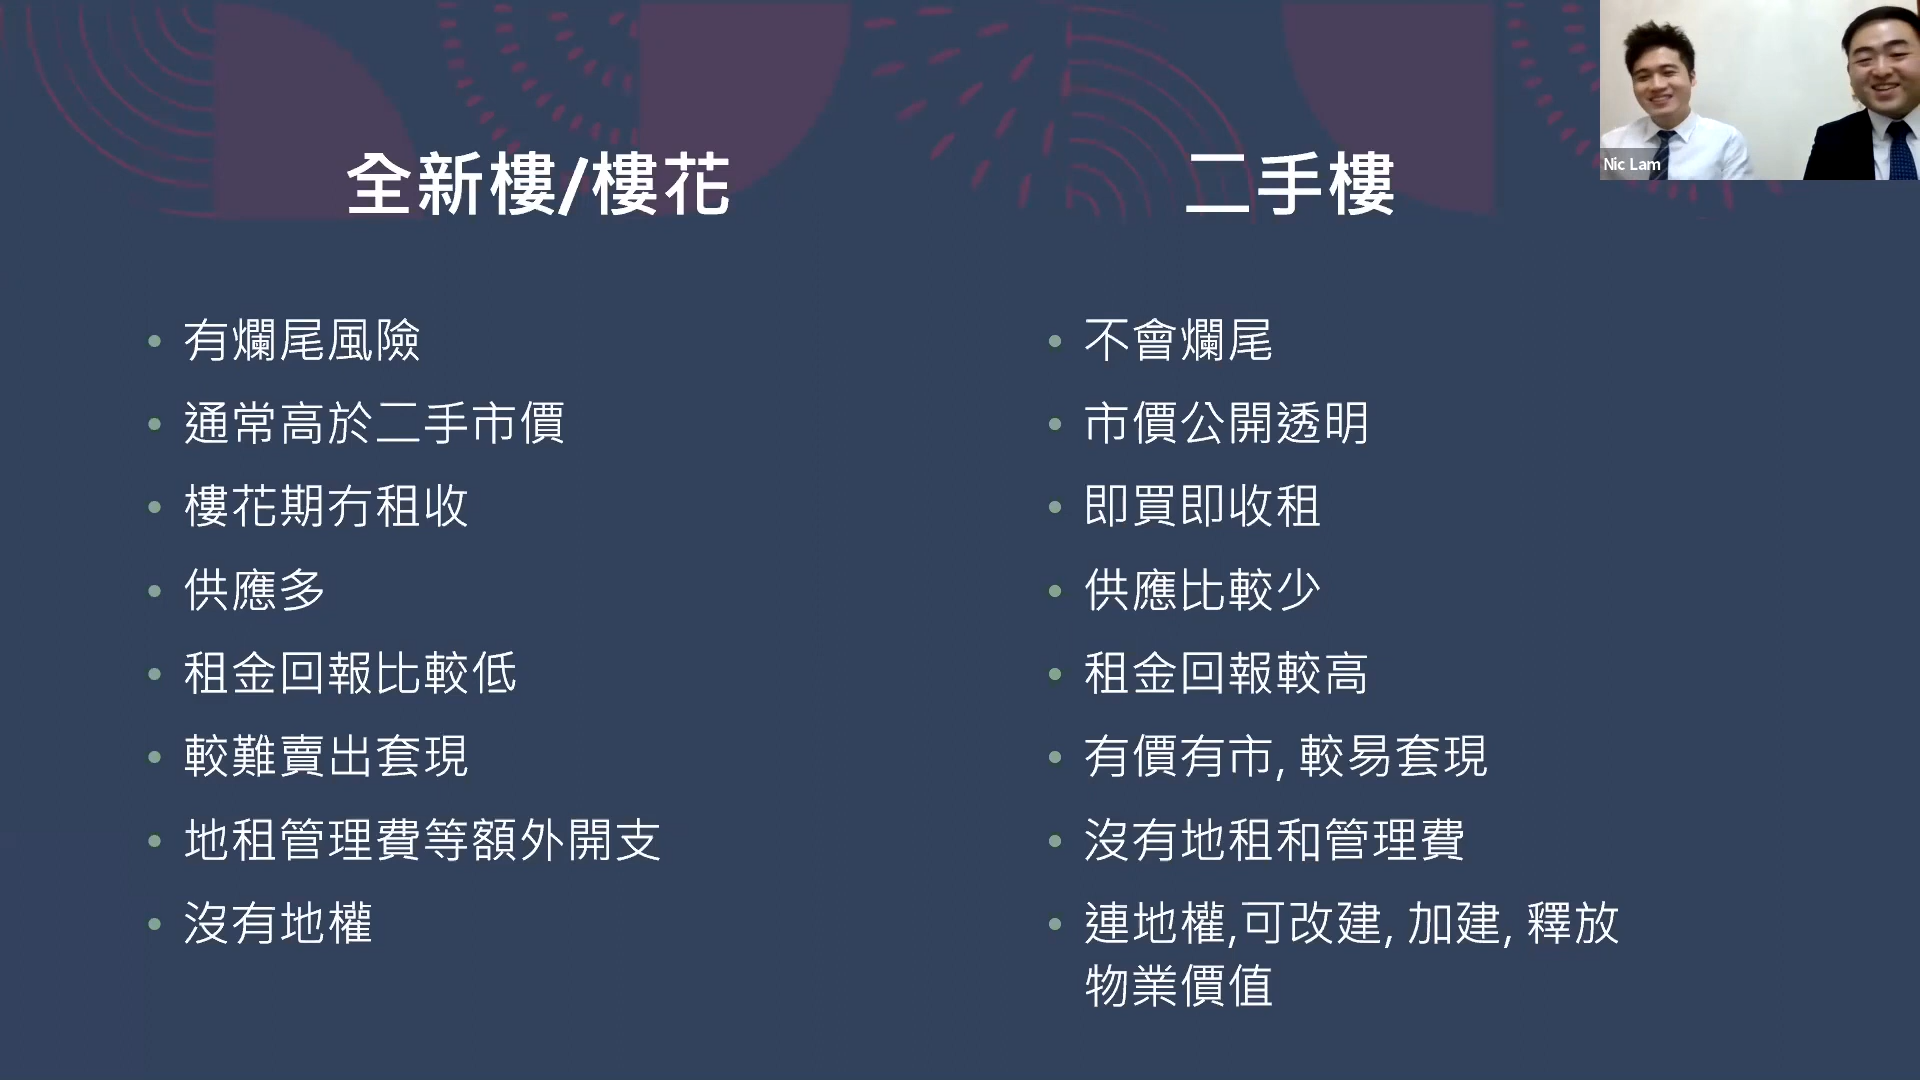 全新樓/樓花
有爛尾風險
通常高於二手市價
樓花期冇租收
供應多
租金回報比較低
較難賣出套現
地租管理費等額外開支
沒有地權
二手樓
不會爛尾
市價公開透明
即買即收租
供應比較少
租金回報較高
有價有市, 較易套現
沒有地租和管理費
連地權,可改建, 加建, 釋放
物業價值
Nic Lam